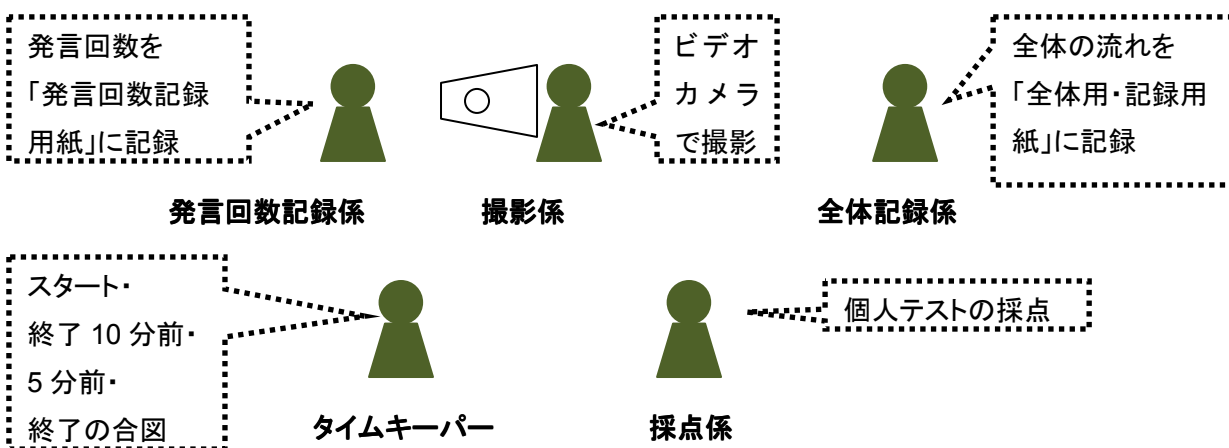 発言回数を
「発言回数記録
用紙」に記録
ビデオ
カメラ
で撮影
全体の流れを
「全体用・記録用
紙」に記録
発言回数記録係
撮影係
全体記録係
スタート・
終了 10 分前・
5 分前・
終了の合図
個人テストの採点
タイムキーパー
採点係